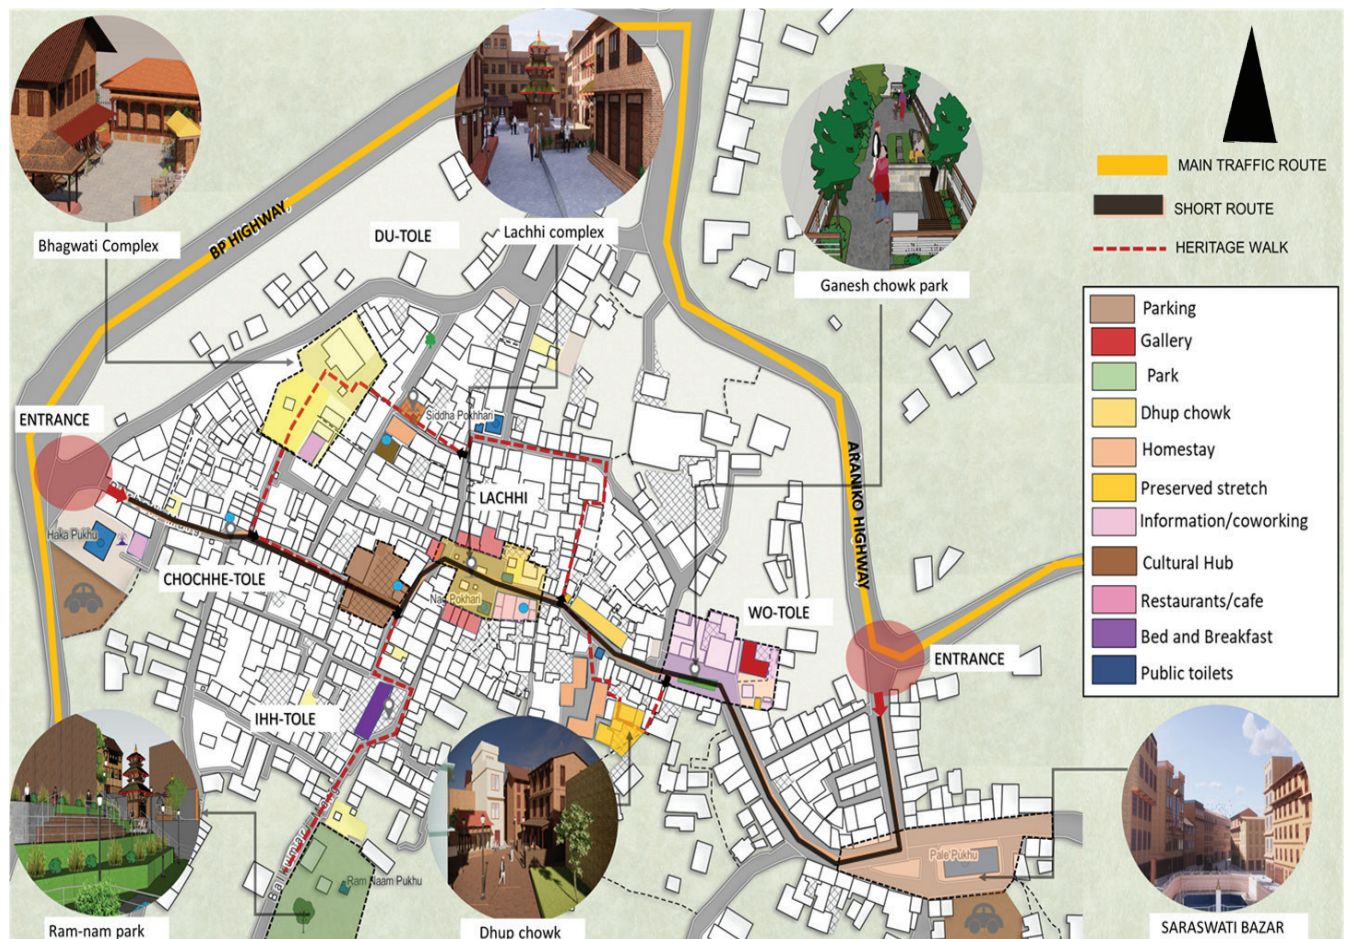 MAIN TRAFFIC ROUTE
SHORT ROUTE
HERITAGE WALK
Bhagwati Complex
BP HIGHWAY
DU-TOLE
Lachhi complex
Ganesh chowk park
Parking
Gallery
Park
Dhup chowk
Homestay
Preserved stretch
Information/coworking
Cultural Hub
Restaurants/cafe
Bed and Breakfast
Public toilets
ENTRANCE
Siddha Pokhhari
LACHHI
ARANIKO HIGHWAY
Haka Pukhu
CHOCHHE-TOLE
Pokhari
WO-TOLE
ENTRANCE
IHH-TOLE
Pale Pukhu
Ram Naam Pukhu
Ram-nam park
Dhup chowk
SARASWATI BAZAR